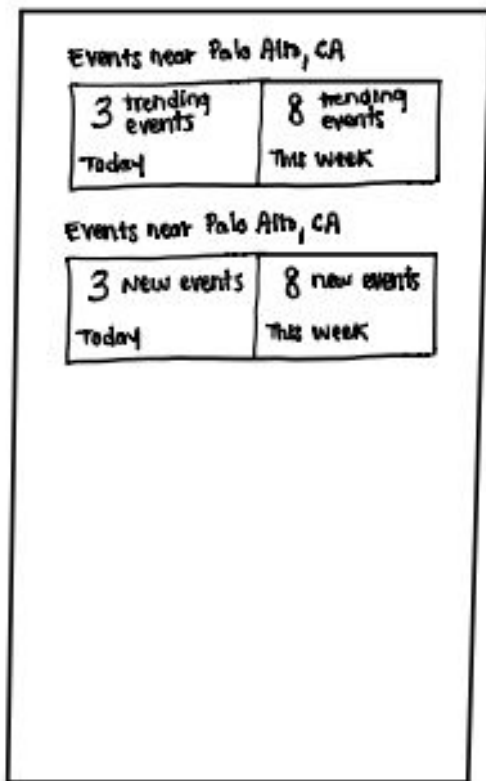 Events near Palo Alto, CA
3 trending events
Today
8 trending events
This week
Events near Palo Alto, CA
3 New events
Today
8 new events
This week